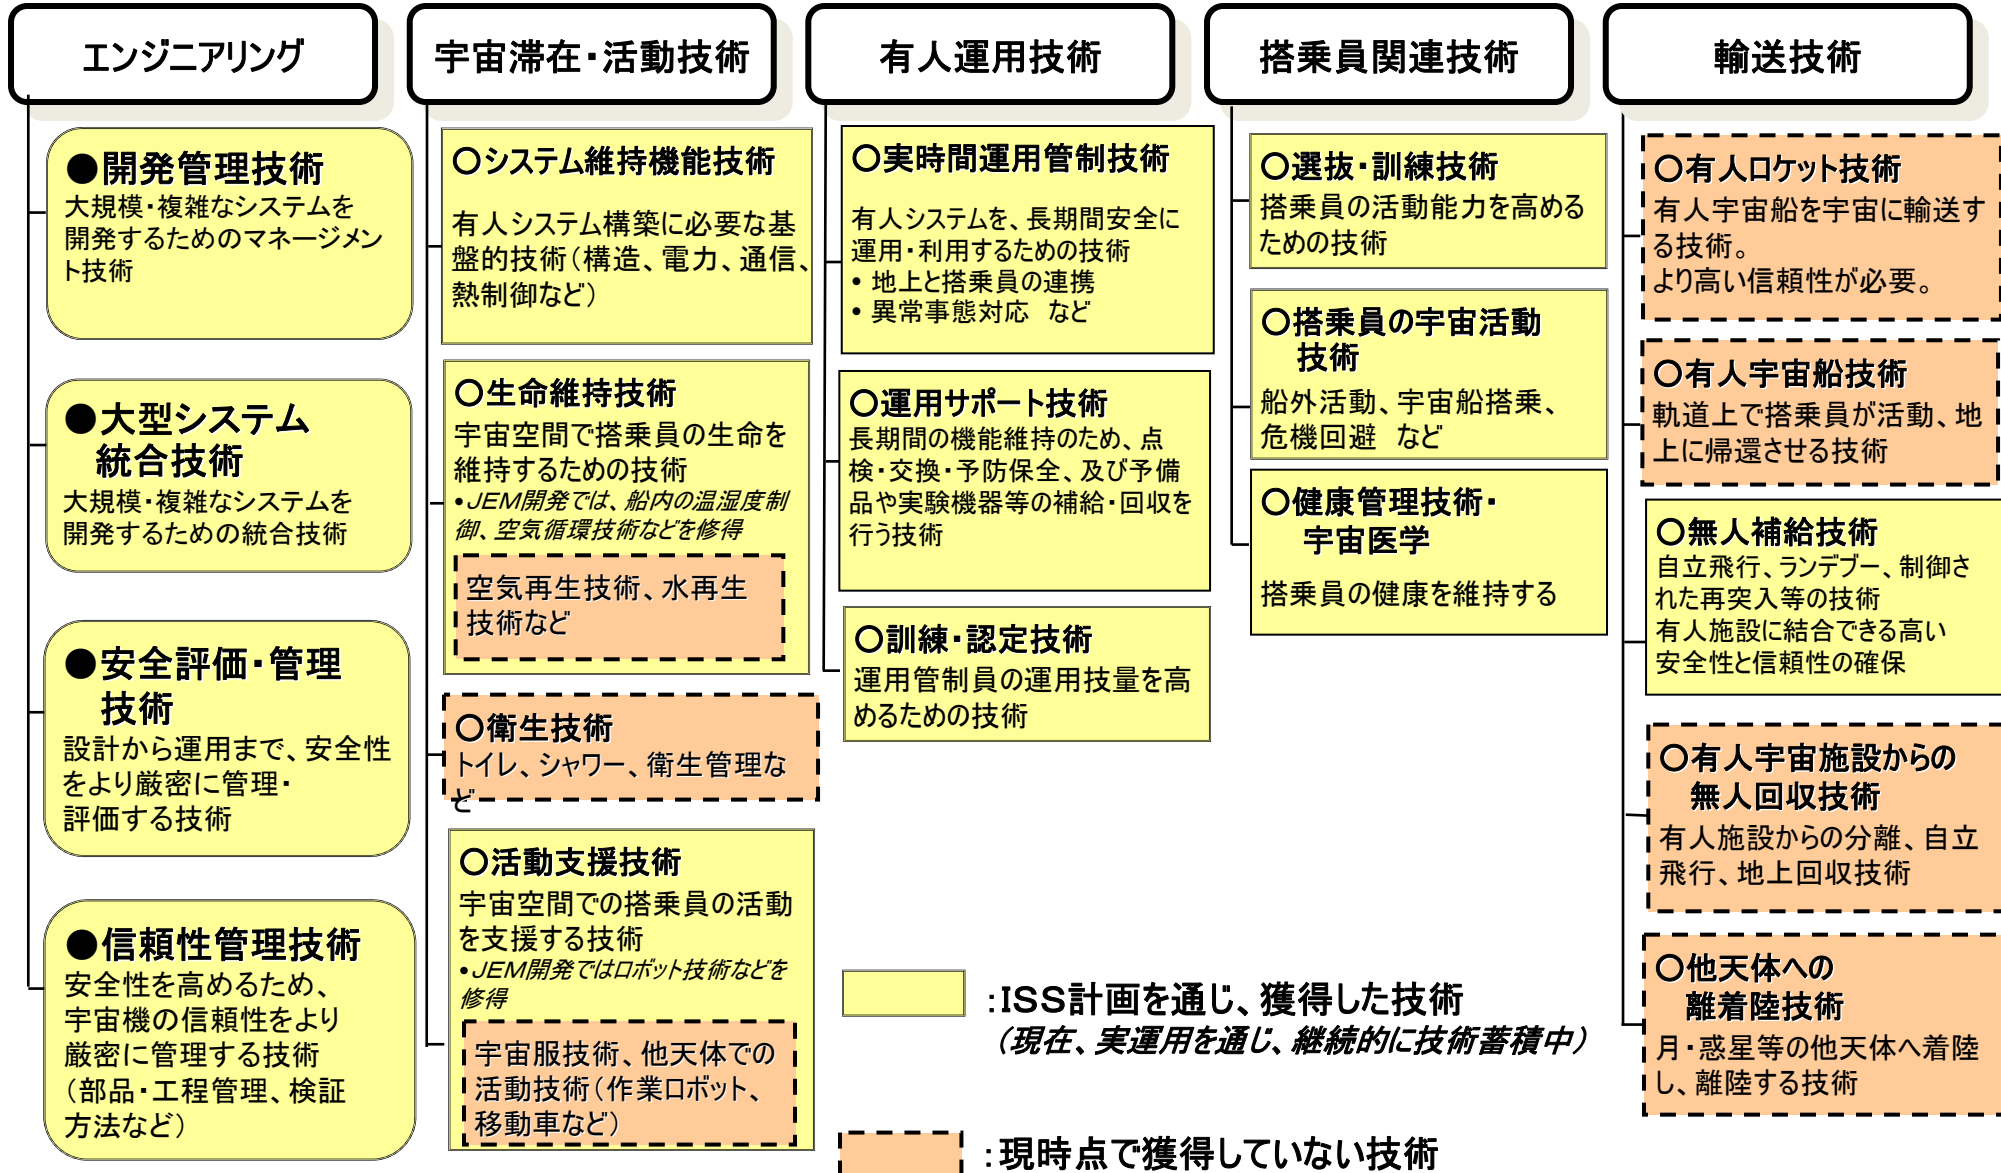 エンジニアリング
●開発管理技術
大規模・複雑なシステムを
開発するためのマネージメン
ト技術
●大型システム
統合技術
大規模・複雑なシステムを
開発するための統合技術
●安全評価・管理
技術
設計から運用まで、安全性
をより厳密に管理・
評価する技術
●信頼性管理技術
安全性を高めるため、
宇宙機の信頼性をより
厳密に管理する技術
（部品・工程管理、検証
方法など）
宇宙滞在・活動技術
○システム維持機能技術
有人システム構築に必要な基
盤的技術（構造、電力、通信、
熱制御など）
○生命維持技術
宇宙空間で搭乗員の生命を
維持するための技術
•JEM開発では、船内の温湿度制
御、空気循環技術などを修得
空気再生技術、水再生
技術など
○衛生技術
トイレ、シャワー、衛生管理な
ど
○活動支援技術
宇宙空間での搭乗員の活動
を支援する技術
•JEM開発ではロボット技術などを
修得
宇宙服技術、他天体での
活動技術（作業ロボット、
移動車など）
有人運用技術
○実時間運用管制技術
有人システムを、長期間安全に
運用・利用するための技術
• 地上と搭乗員の連携
• 異常事態対応　など
○運用サポート技術
長期間の機能維持のため、点
検・交換・予防保全、及び予備
品や実験機器等の補給・回収を
行う技術
○訓練・認定技術
運用管制員の運用技量を高
めるための技術
搭乗員関連技術
○選抜・訓練技術
搭乗員の活動能力を高める
ための技術
○搭乗員の宇宙活動
技術
船外活動、宇宙船搭乗、
危機回避　など
○健康管理技術・
宇宙医学
搭乗員の健康を維持する
輸送技術
○有人ロケット技術
有人宇宙船を宇宙に輸送す
る技術。
より高い信頼性が必要。
○有人宇宙船技術
軌道上で搭乗員が活動、地
上に帰還させる技術
○無人補給技術
自立飛行、ランデブー、制御さ
れた再突入等の技術
有人施設に結合できる高い
安全性と信頼性の確保
○有人宇宙施設からの
無人回収技術
有人施設からの分離、自立
飛行、地上回収技術
○他天体への
離着陸技術
月・惑星等の他天体へ着陸
し、離陸する技術
：ISS計画を通じ、獲得した技術
（現在、実運用を通じ、継続的に技術蓄積中）
：現時点で獲得していない技術